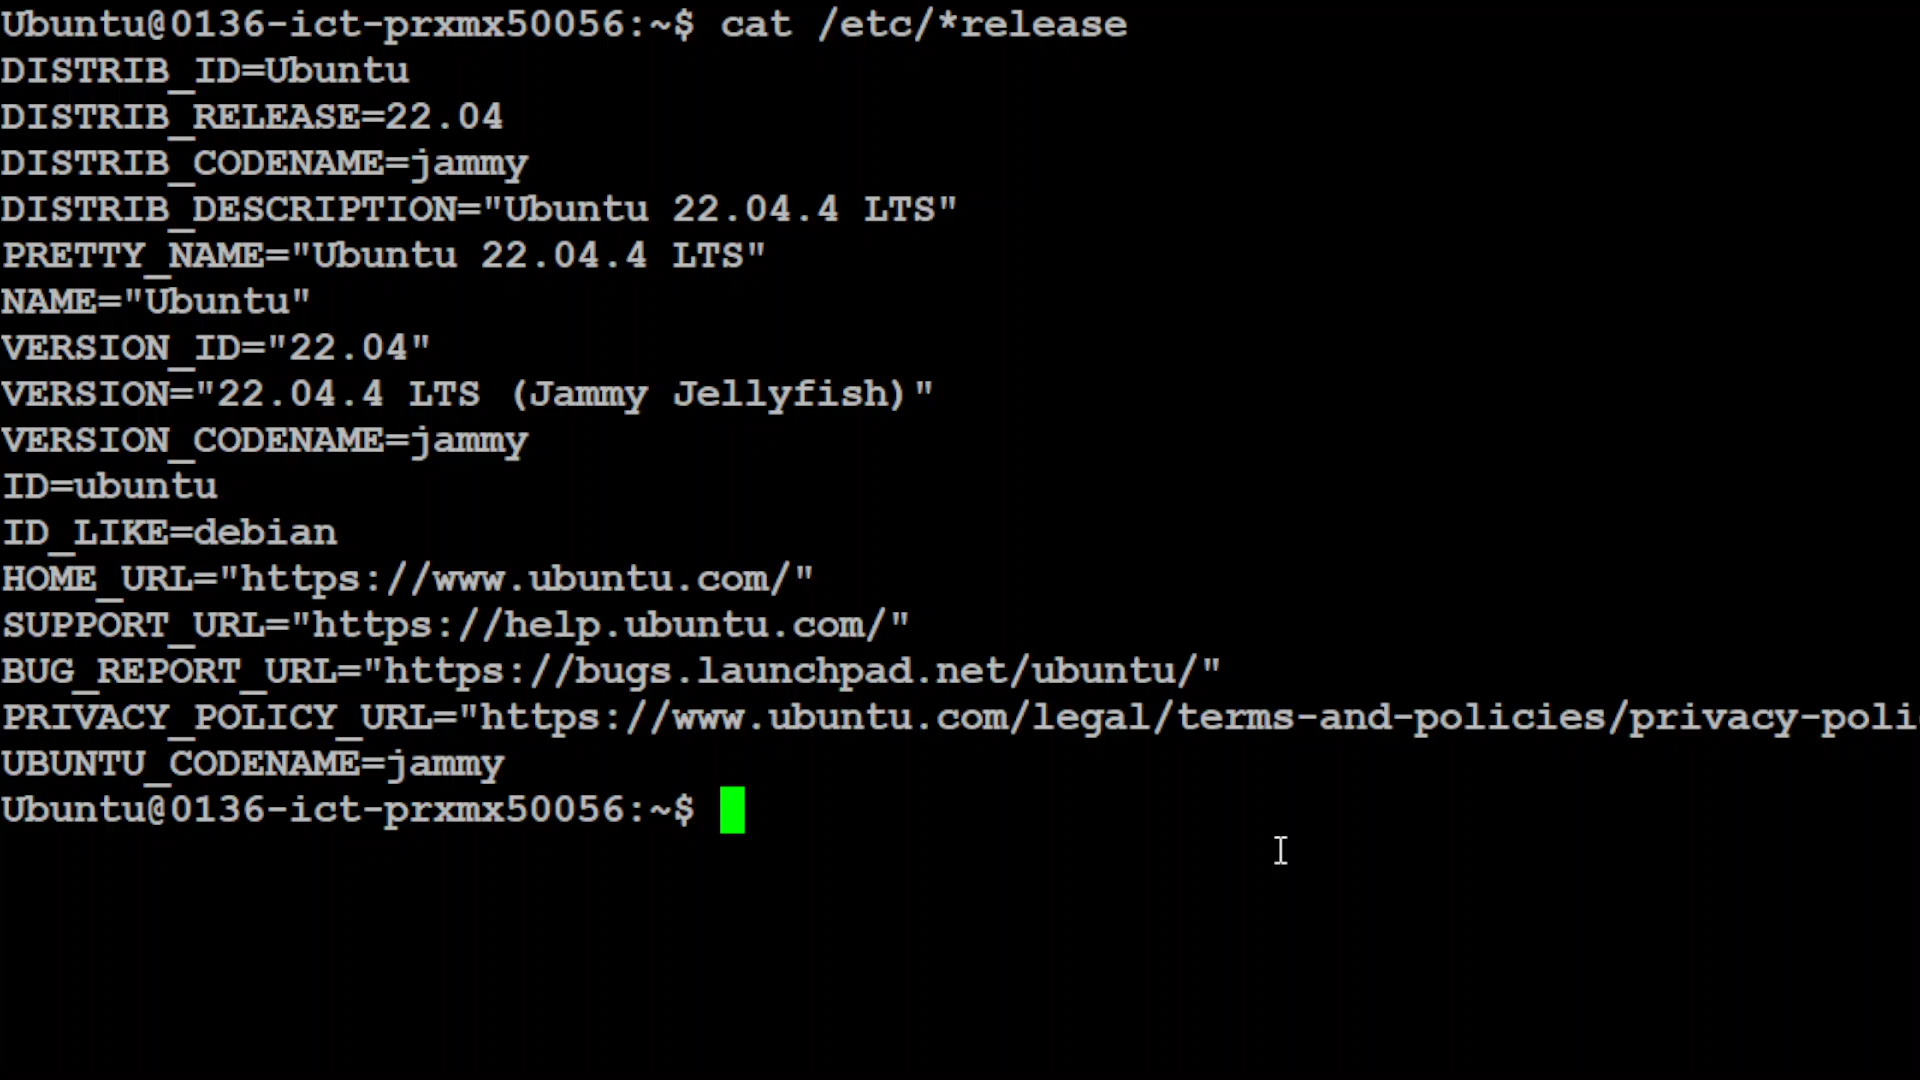 Ubuntu@0136-ict-prxmx50056:~$ cat /etc/*release
DISTRIB_ID=Ubuntu
DISTRIB_RELEASE=22.04
DISTRIB_CODENAME=jammy
DISTRIB_DESCRIPTION="Ubuntu 22.04.4 LTS"
PRETTY_NAME="Ubuntu 22.04.4 LTS"
NAME="Ubuntu"
VERSION_ID="22.04"
VERSION="22.04.4 LTS (Jammy Jellyfish)"
VERSION_CODENAME=jammy
ID=ubuntu
ID_LIKE=debian
HOME_URL="https://www.ubuntu.com/"
SUPPORT_URL="https://help.ubuntu.com/"
BUG_REPORT_URL="https://bugs.launchpad.net/ubuntu/"
PRIVACY_POLICY_URL="https://www.ubuntu.com/legal/terms-and-policies/privacy-poli
UBUNTU_CODENAME=jammy
Ubuntu@0136-ict-prxmx50056:~$